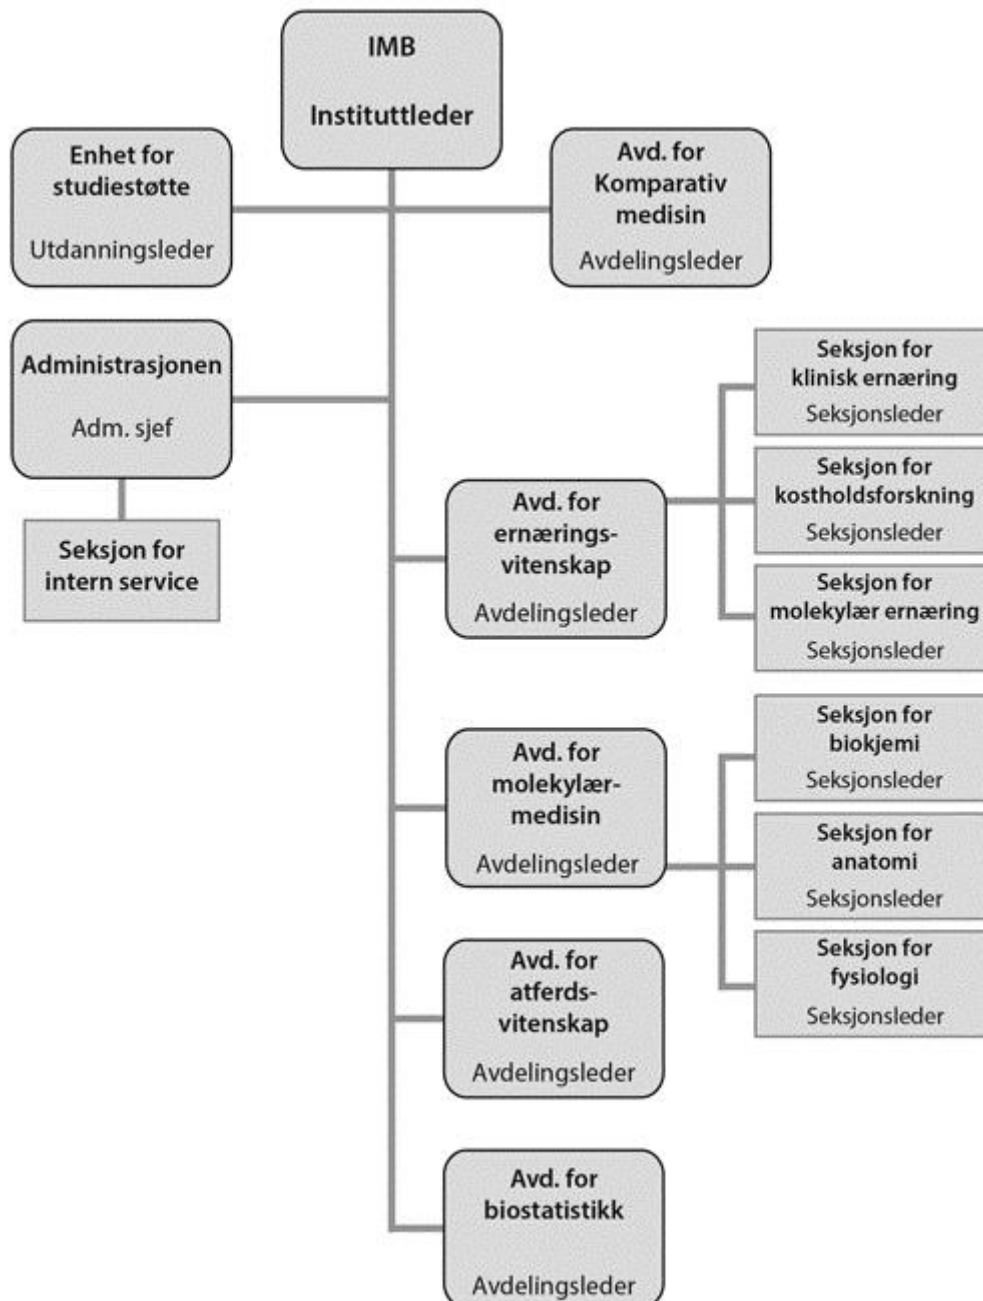 IMB
Instituttleder
Enhet for
studiestøtte
Utdanningsleder
Avd. for
Komparativ
medisin
Avdelingsleder
Administrasjonen
Adm. sjef
Seksjon for
intern service
Avd. for
ernærings-
vitenskap
Avdelingsleder
Seksjon for
klinisk ernæring
Seksjonsleder
Seksjon for
kostholdsforskning
Seksjonsleder
Seksjon for
molekylær ernæring
Seksjonsleder
Avd. for
molekylær-
medisin
Avdelingsleder
Seksjon for
biokjemi
Seksjonsleder
Seksjon for
anatomi
Seksjonsleder
Seksjon for
fysiologi
Seksjonsleder
Avd. for
atferds-
vitenskap
Avdelingsleder
Avd. for
biostatistikk
Avdelingsleder